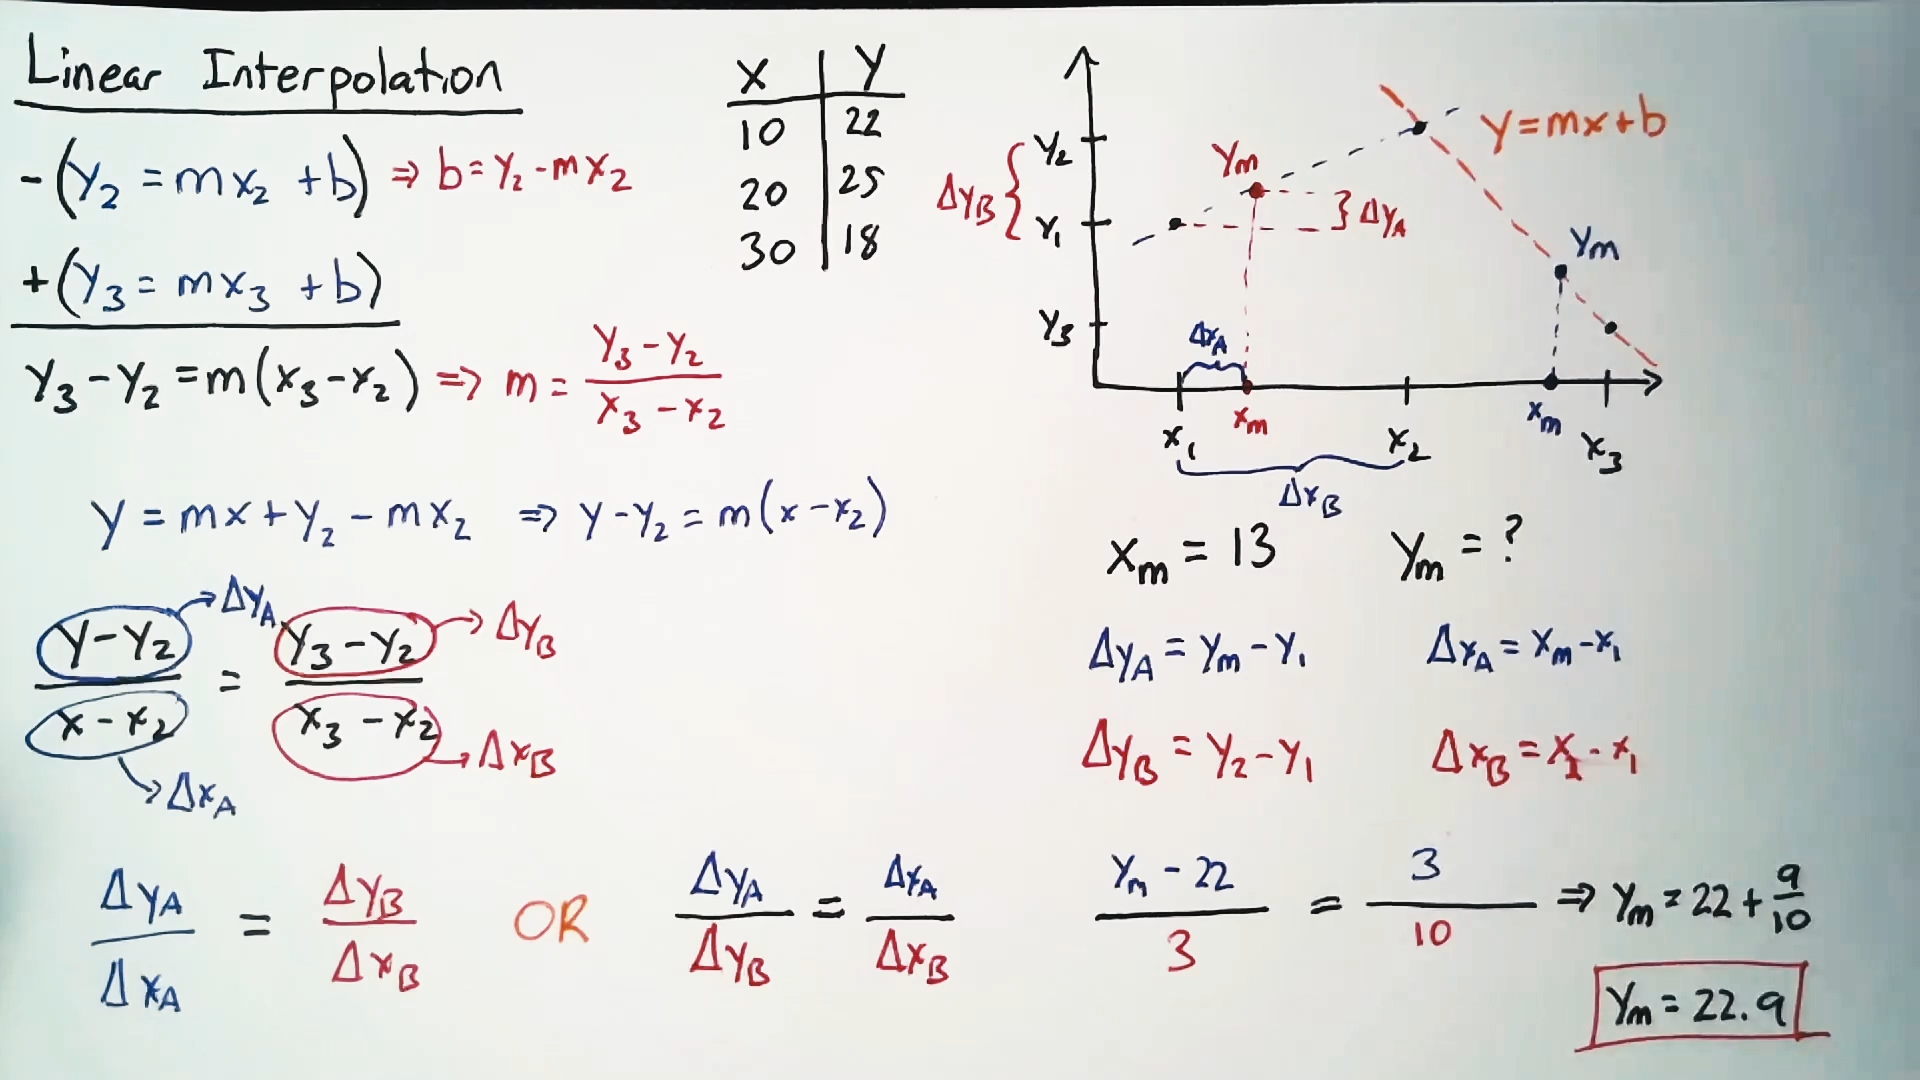 Linear Interpolation
-(Y₂ = mx₂ + b) ⇒ b = Y₂ - mx₂
+(Y₃ = mx₃ + b)
Y₃ - Y₂ = m(x₃ - x₂) ⇒ m = (Y₃ - Y₂)/(x₃ - x₂)
y = mx + Y₂ - mx₂ ⇒ y - Y₂ = m(x - x₂)
(y - Y₂)/(x - x₂) = (Y₃ - Y₂)/(x₃ - x₂)
→ ΔyA
→ ΔyB
→ ΔxA
→ ΔxB
ΔyA/ΔxA = ΔyB/ΔxB OR ΔyA/ΔyB = ΔxA/ΔxB
X | Y
10 | 22
20 | 25
30 | 18
y = mx + b
Y₂
Ym
ΔyB {
} ΔyA
Y₁
Ym
Y₃
ΔxA
x₁
xm
x₂
xm
x₃
ΔxB
xm = 13 Ym = ?
ΔyA = Ym - Y₁ ΔxA = xm - x₁
ΔyB = Y₂ - Y₁ ΔxB = x₂ - x₁
(Ym - 22)/3 = 3/10 ⇒ Ym = 22 + 9/10
Ym = 22.9